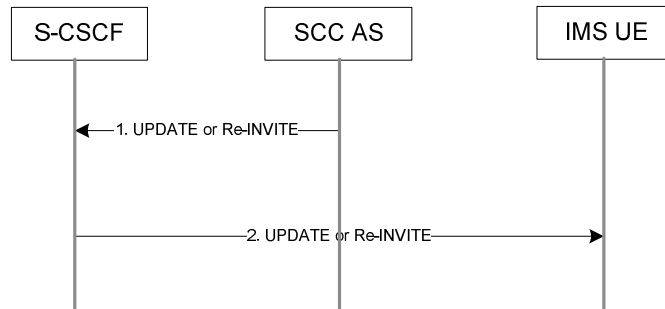 S-CSCF
SCC AS
IMS UE
1. UPDATE or Re-INVITE
2. UPDATE or Re-INVITE